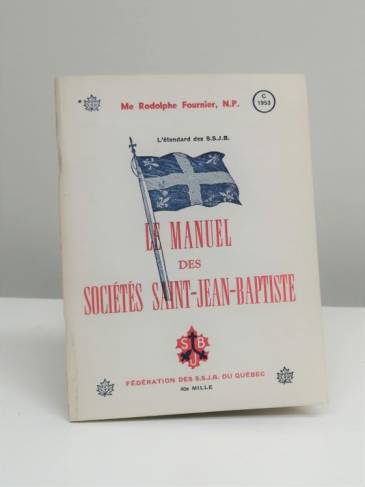 Me Rodolphe Fournier, N.P.
C
1953
L'étendard des S.S.J.B.
LE MANUEL
DES
SOCIÉTÉS SAINT-JEAN-BAPTISTE
S B
J
FÉDÉRATION DES S.S.J.B. DU QUÉBEC
40e MILLE